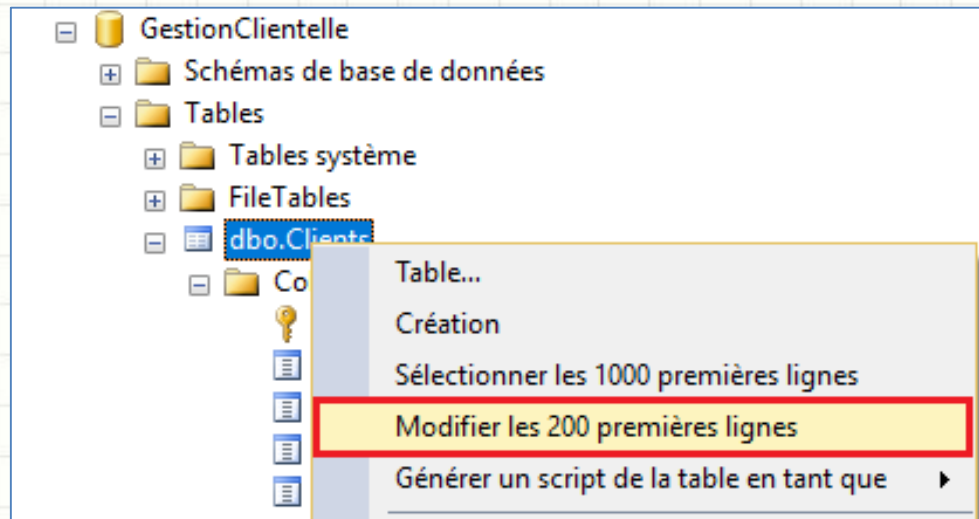 GestionClientelle
Schémas de base de données
Tables
Tables système
FileTables
dbo.Clients
Co
Table...
Création
Sélectionner les 1000 premières lignes
Modifier les 200 premières lignes
Générer un script de la table en tant que